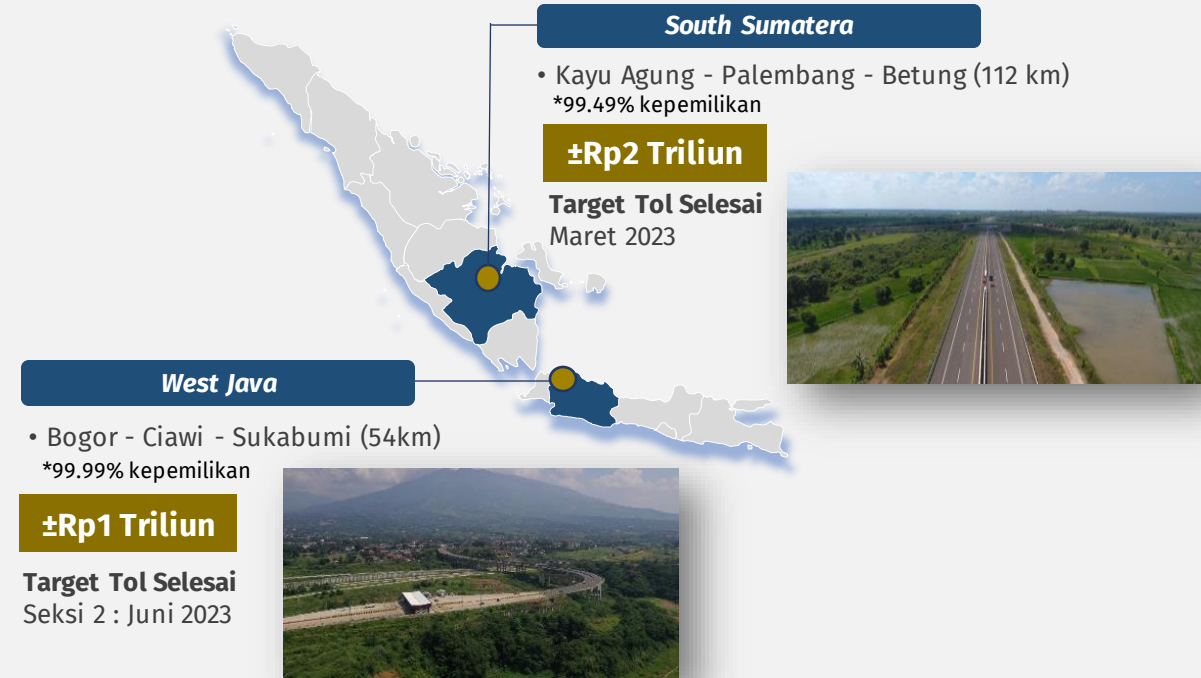 South Sumatera
• Kayu Agung - Palembang - Betung (112 km)
*99.49% kepemilikan
±Rp2 Triliun
Target Tol Selesai
Maret 2023
West Java
• Bogor - Ciawi - Sukabumi (54km)
*99.99% kepemilikan
±Rp1 Triliun
Target Tol Selesai
Seksi 2 : Juni 2023